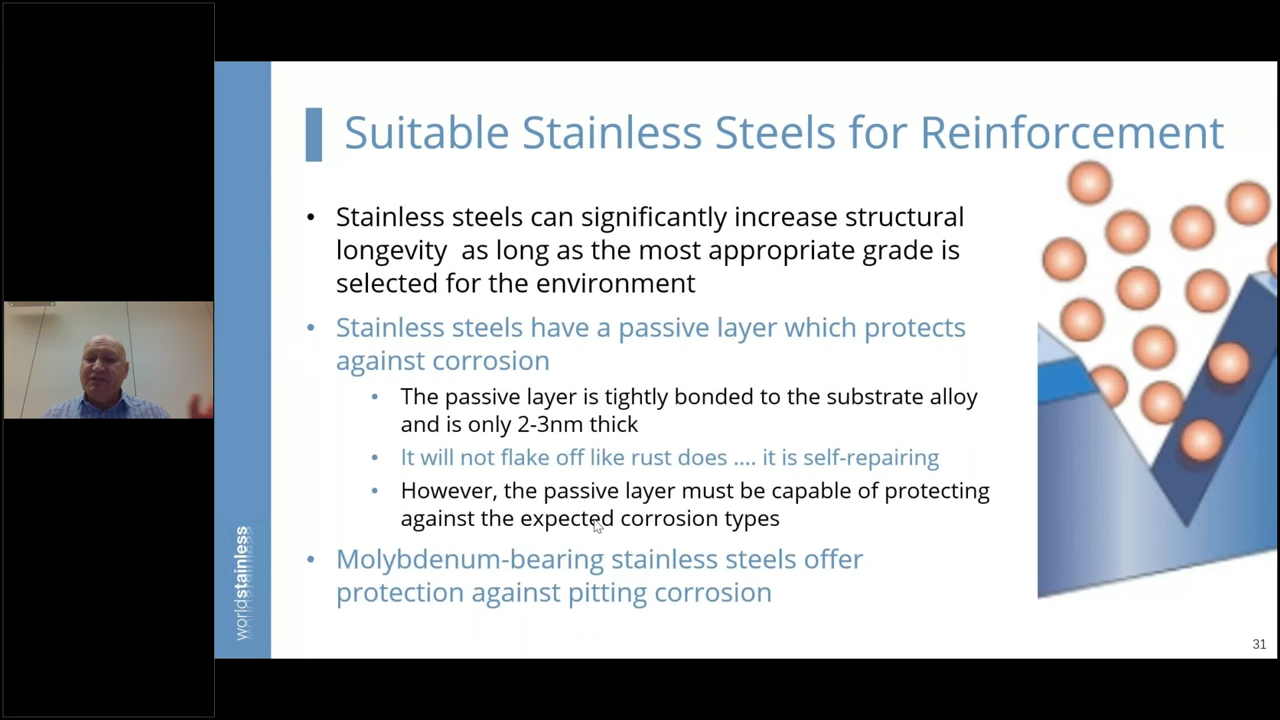 Suitable Stainless Steels for Reinforcement
• Stainless steels can significantly increase structural
longevity as long as the most appropriate grade is
selected for the environment
• Stainless steels have a passive layer which protects
against corrosion
• The passive layer is tightly bonded to the substrate alloy
and is only 2-3nm thick
• It will not flake off like rust does .... it is self-repairing
• However, the passive layer must be capable of protecting
against the expected corrosion types
• Molybdenum-bearing stainless steels offer
protection against pitting corrosion
worldstainless
31